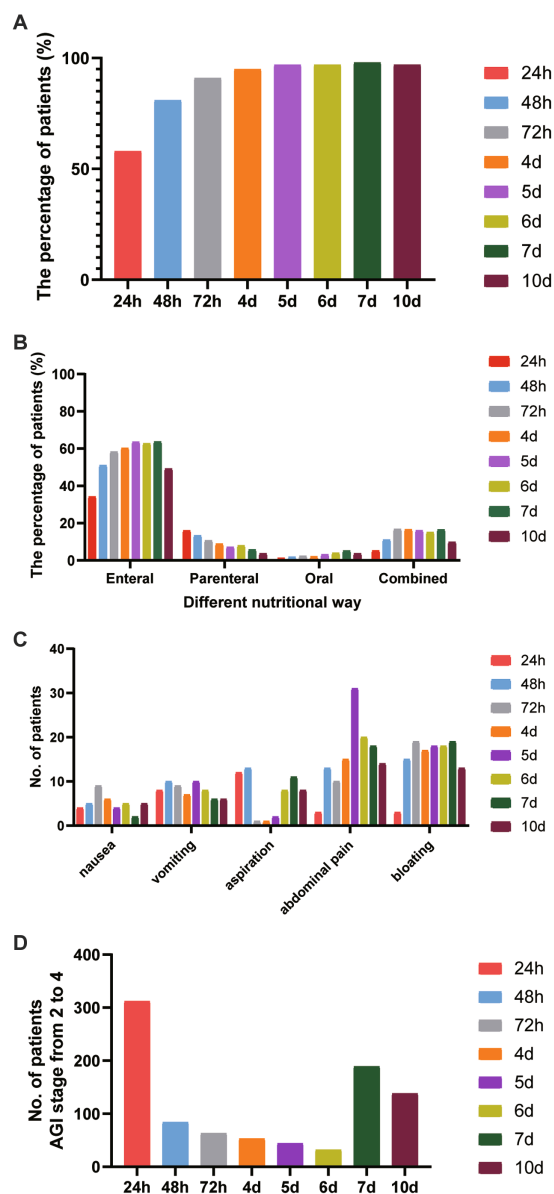 A
The percentage of patients (%)
100
50
0
24h 48h 72h 4d 5d 6d 7d 10d
24h
48h
72h
4d
5d
6d
7d
10d
B
The percentage of patients (%)
100
80
60
40
20
0
Enteral Parenteral Oral Combined
Different nutritional way
24h
48h
72h
4d
5d
6d
7d
10d
C
No. of patients
40
30
20
10
0
nausea vomiting aspiration abdominal pain bloating
24h
48h
72h
4d
5d
6d
7d
10d
D
No. of patients
AGI stage from 2 to 4
400
300
200
100
0
24h 48h 72h 4d 5d 6d 7d 10d
24h
48h
72h
4d
5d
6d
7d
10d